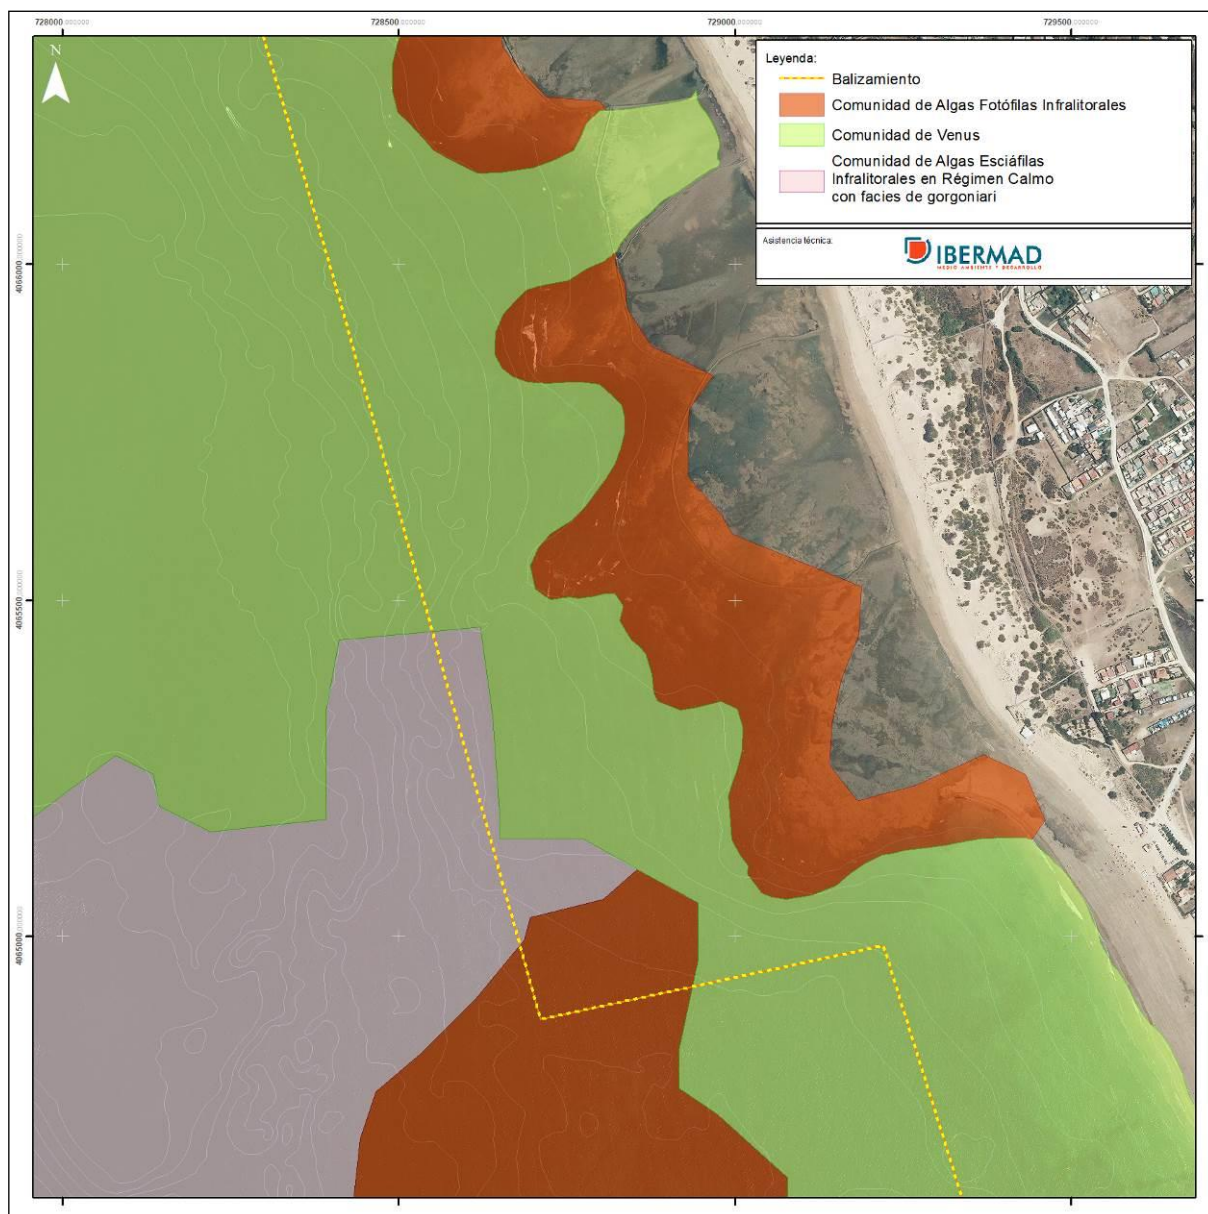 728000.000000
728500.000000
729000.000000
729500.000000
N
Leyenda:
Balizamiento
Comunidad de Algas Fotófilas Infralitorales
Comunidad de Venus
Comunidad de Algas Esciáfilas
Infralitorales en Régimen Calmo
con facies de gorgoniari
Asistencia técnica:
IBERMAD
MEDIO AMBIENTE Y DESARROLLO
4066000.000000
4065500.000000
4065000.000000